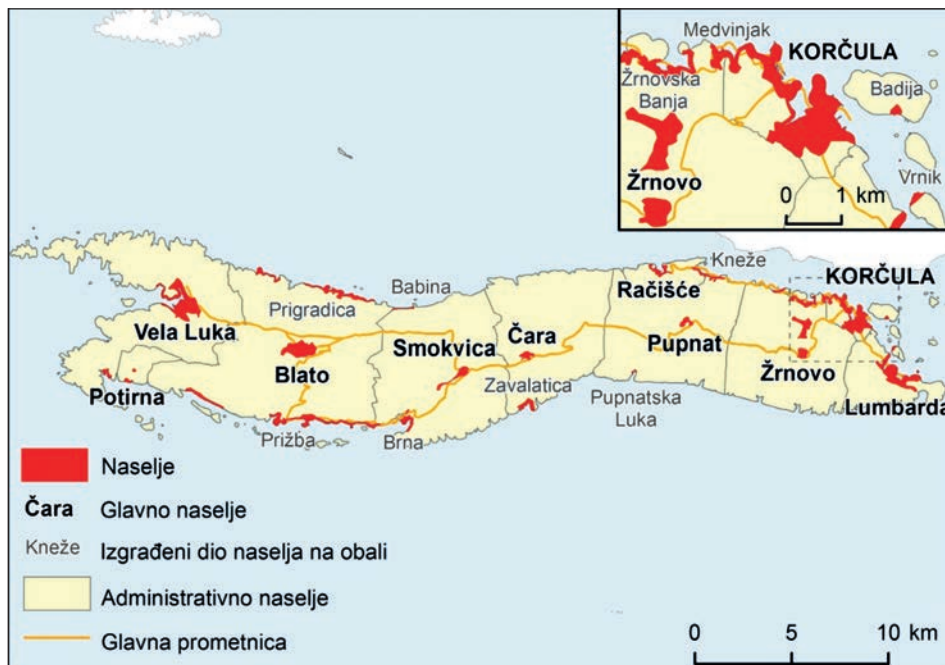 Medvinjak
KORČULA
Žrnovska
Banja
Badija
Vrnik
Žrnovo
0 1 km
Kneže
Babina
KORČULA
Račišće
Prigradica
Vela Luka
Čara
Smokvica
Pupnat
Blato
Žrnovo
Potirna
Zavalatica
Pupnatska
Luka
Lumbarda
Prižba
Brna
Naselje
Čara Glavno naselje
Kneže Izgrađeni dio naselja na obali
Administrativno naselje
Glavna prometnica
0 5 10 km